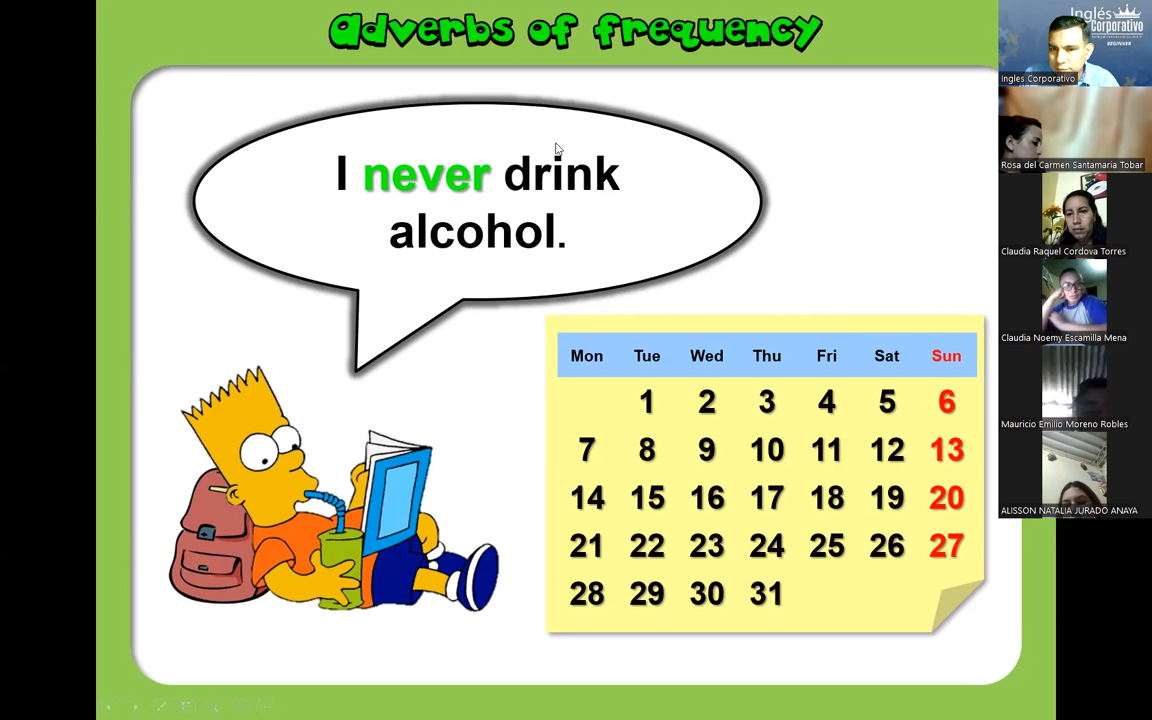 adverbs of frequency
I never drink
alcohol.
Mon Tue Wed Thu Fri Sat Sun
1 2 3 4 5 6
7 8 9 10 11 12 13
14 15 16 17 18 19 20
21 22 23 24 25 26 27
28 29 30 31
Inglés
Corporativo
BEGINNER
Ingles Corporativo
Rosa del Carmen Santamaría Tobar
Claudia Raquel Cordova Torres
Claudia Noemy Escamilla Mena
Mauricio Emilio Moreno Robles
ALISSON NATALIA JURADO ANAYA